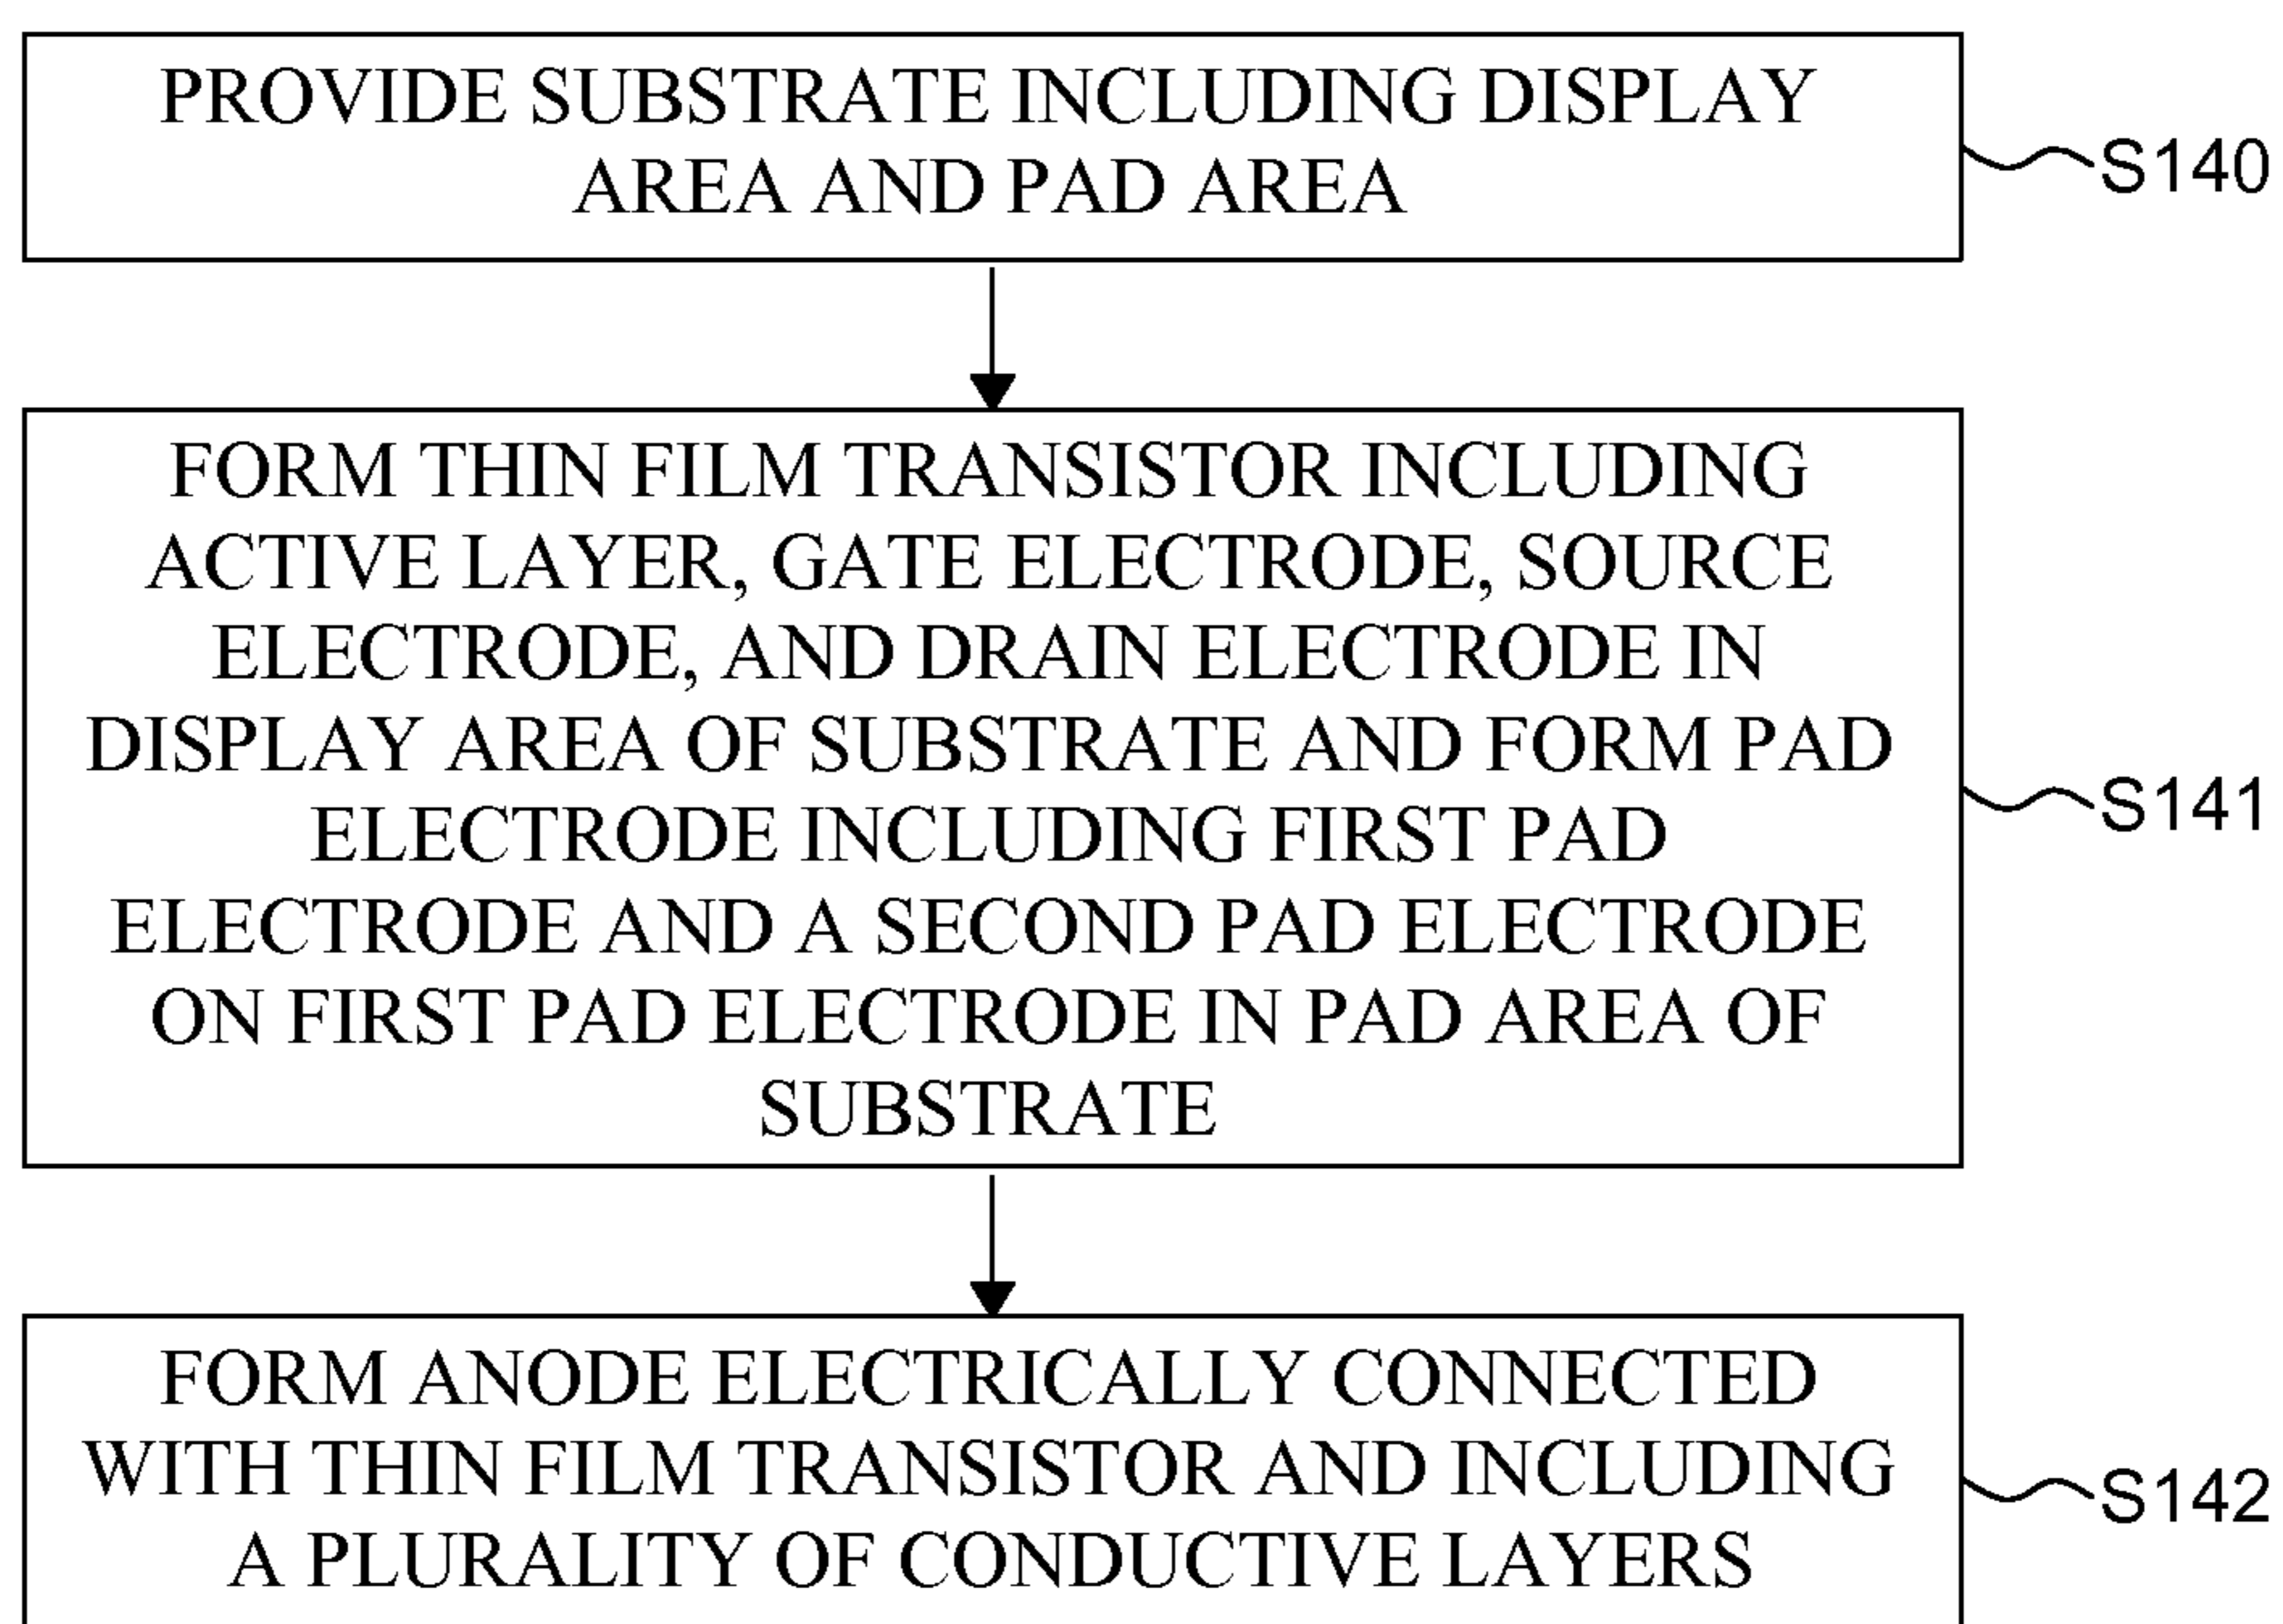 PROVIDE SUBSTRATE INCLUDING DISPLAY
AREA AND PAD AREA
S140
FORM THIN FILM TRANSISTOR INCLUDING
ACTIVE LAYER, GATE ELECTRODE, SOURCE
ELECTRODE, AND DRAIN ELECTRODE IN
DISPLAY AREA OF SUBSTRATE AND FORM PAD
ELECTRODE INCLUDING FIRST PAD
ELECTRODE AND A SECOND PAD ELECTRODE
ON FIRST PAD ELECTRODE IN PAD AREA OF
SUBSTRATE
S141
FORM ANODE ELECTRICALLY CONNECTED
WITH THIN FILM TRANSISTOR AND INCLUDING
A PLURALITY OF CONDUCTIVE LAYERS
S142